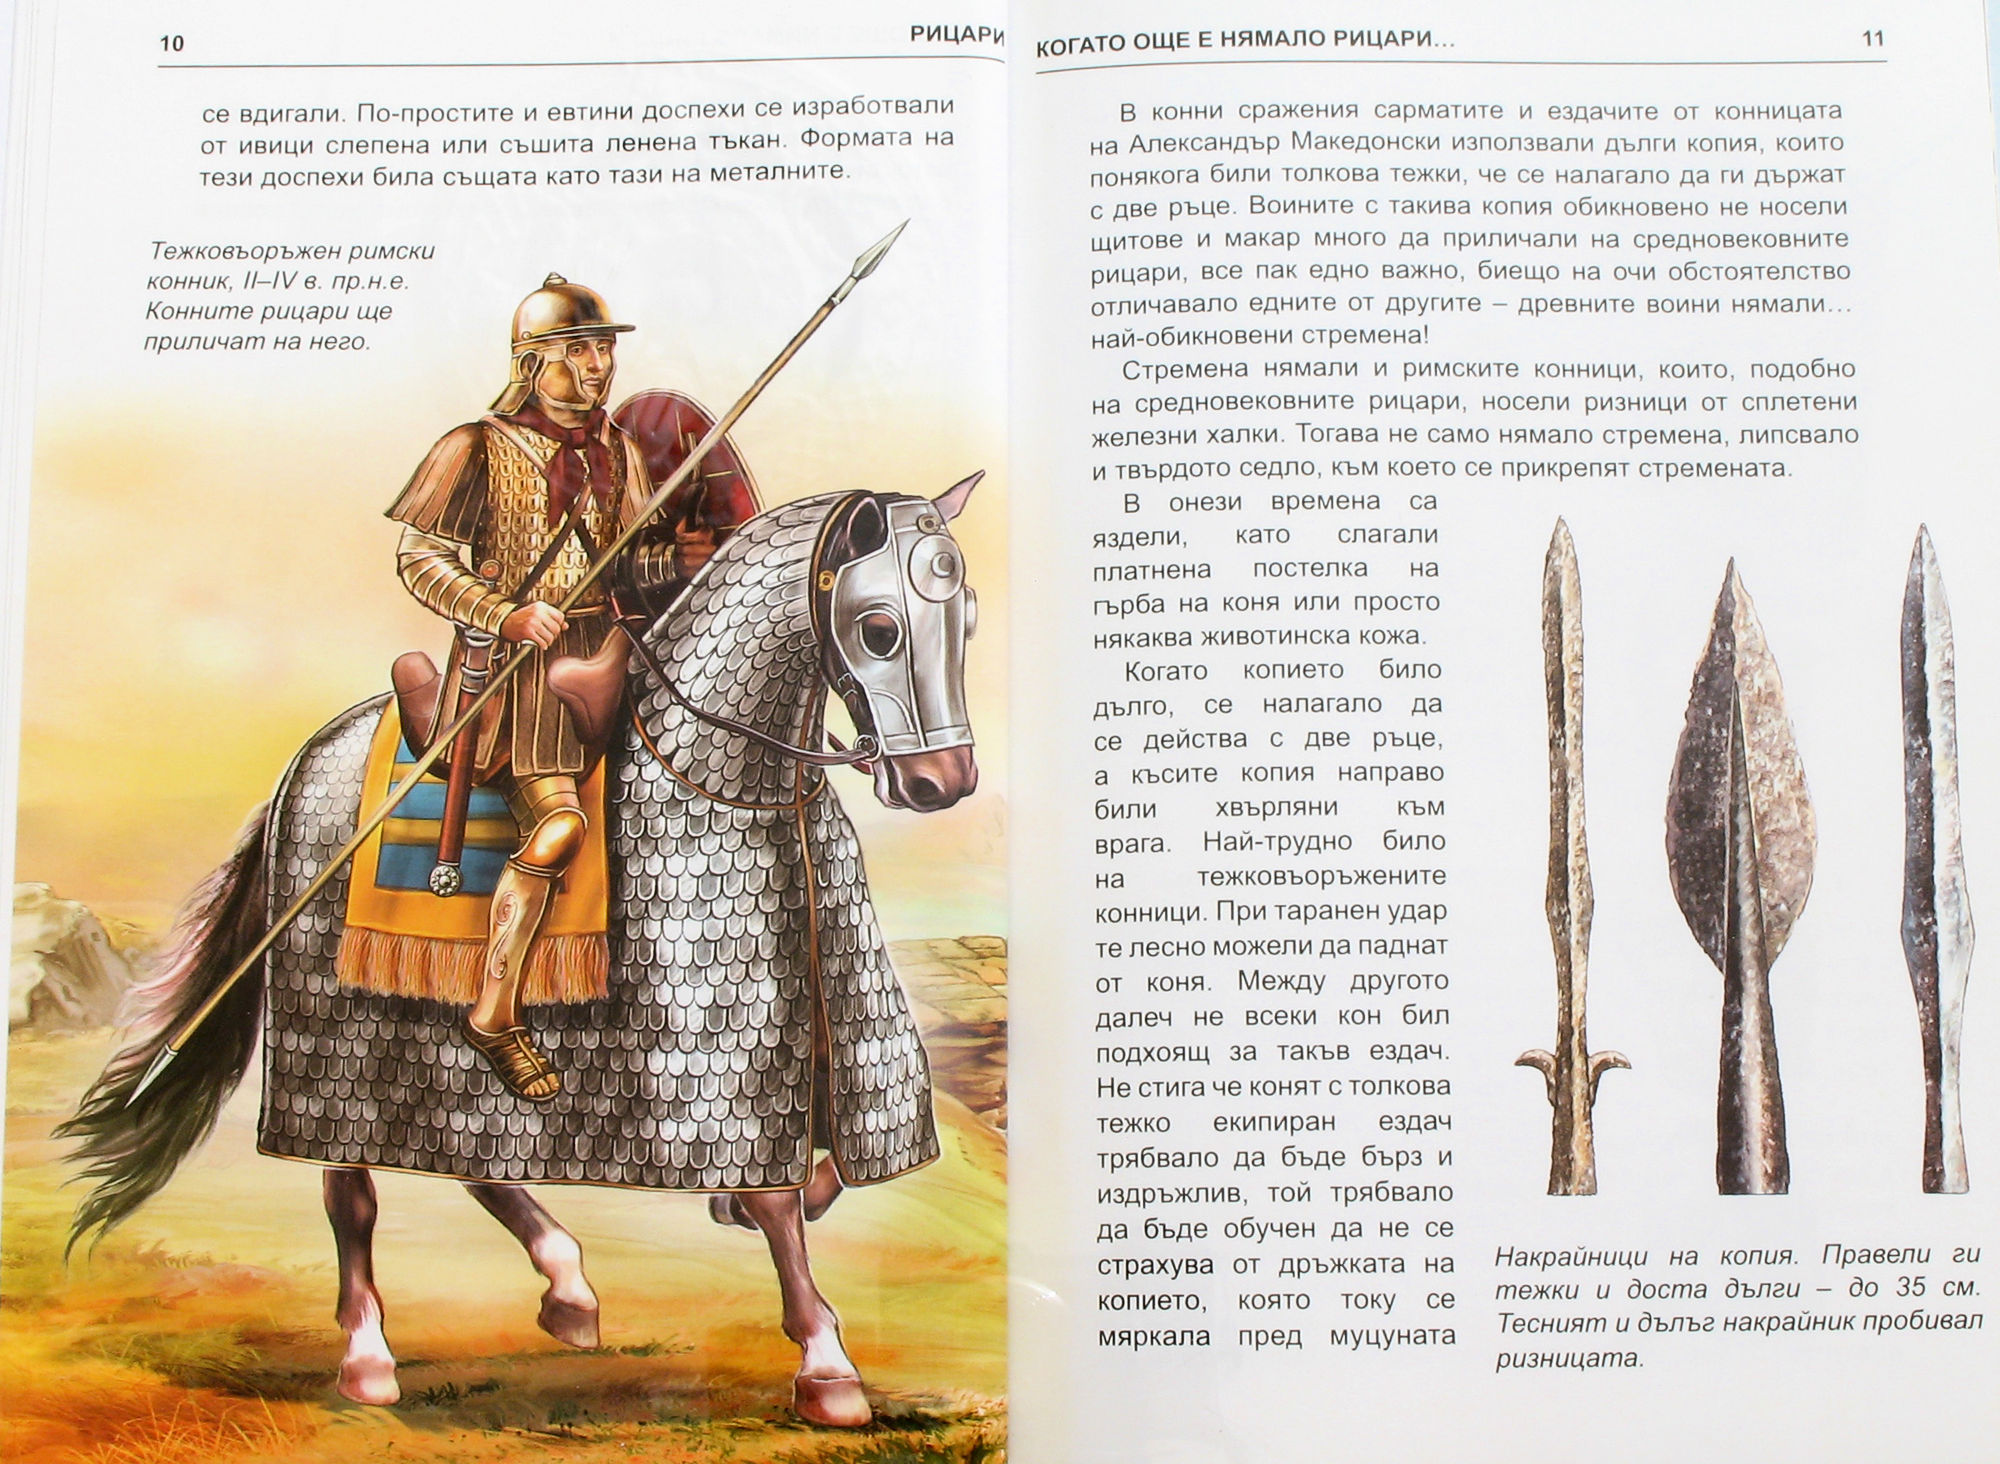 10
РИЦАРИ
се вдигали. По-простите и евтини доспехи се изработвали
от ивици слепена или съшита ленена тъкан. Формата на
тези доспехи била същата като тази на металните.
Тежковъоръжен римски
конник, II–IV в. пр.н.е.
Конните рицари ще
приличат на него.
КОГАТО ОЩЕ Е НЯМАЛО РИЦАРИ...
11
В конни сражения сарматите и ездачите от конницата
на Александър Македонски използвали дълги копия, които
понякога били толкова тежки, че се налагало да ги държат
с две ръце. Воините с такива копия обикновено не носели
щитове и макар много да приличали на средновековните
рицари, все пак едно важно, биещо на очи обстоятелство
отличавало едните от другите – древните воини нямали...
най-обикновени стремена!
Стремена нямали и римските конници, които, подобно
на средновековните рицари, носели ризници от сплетени
железни халки. Тогава не само нямало стремена, липсвало
и твърдото седло, към което се прикрепят стремената.
В онези времена са
яздели, като слагали
платнена постелка на
гърба на коня или просто
някаква животинска кожа.
Когато копието било
дълго, се налагало да
се действа с две ръце,
а късите копия направо
били хвърляни към
врага. Най-трудно било
на тежковъоръжените
конници. При таранен удар
те лесно можели да паднат
от коня. Между другото
далеч не всеки кон бил
подхоящ за такъв ездач.
Не стига че конят с толкова
тежко екипиран ездач
трябвало да бъде бърз и
издръжлив, той трябвало
да бъде обучен да не се
страхува от дръжката на
копието, която току се
мяркала пред муцуната
Накрайници на копия. Правели ги
тежки и доста дълги – до 35 см.
Тесният и дълъг накрайник пробивал
ризницата.